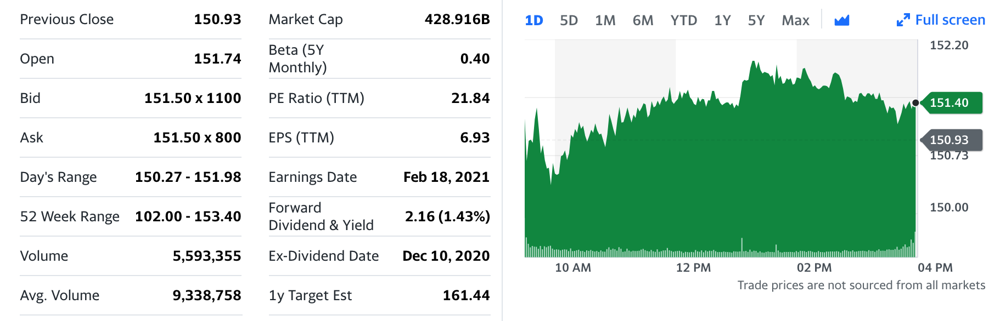 Previous Close 150.93
Open 151.74
Bid 151.50 x 1100
Ask 151.50 x 800
Day's Range 150.27 - 151.98
52 Week Range 102.00 - 153.40
Volume 5,593,355
Avg. Volume 9,338,758
Market Cap 428.916B
Beta (5Y
Monthly) 0.40
PE Ratio (TTM) 21.84
EPS (TTM) 6.93
Earnings Date Feb 18, 2021
Forward
Dividend & Yield 2.16 (1.43%)
Ex-Dividend Date Dec 10, 2020
1y Target Est 161.44
1D 5D 1M 6M YTD 1Y 5Y Max Full screen
152.20
151.40
150.93
150.73
150.00
10 AM 12 PM 02 PM 04 PM
Trade prices are not sourced from all markets